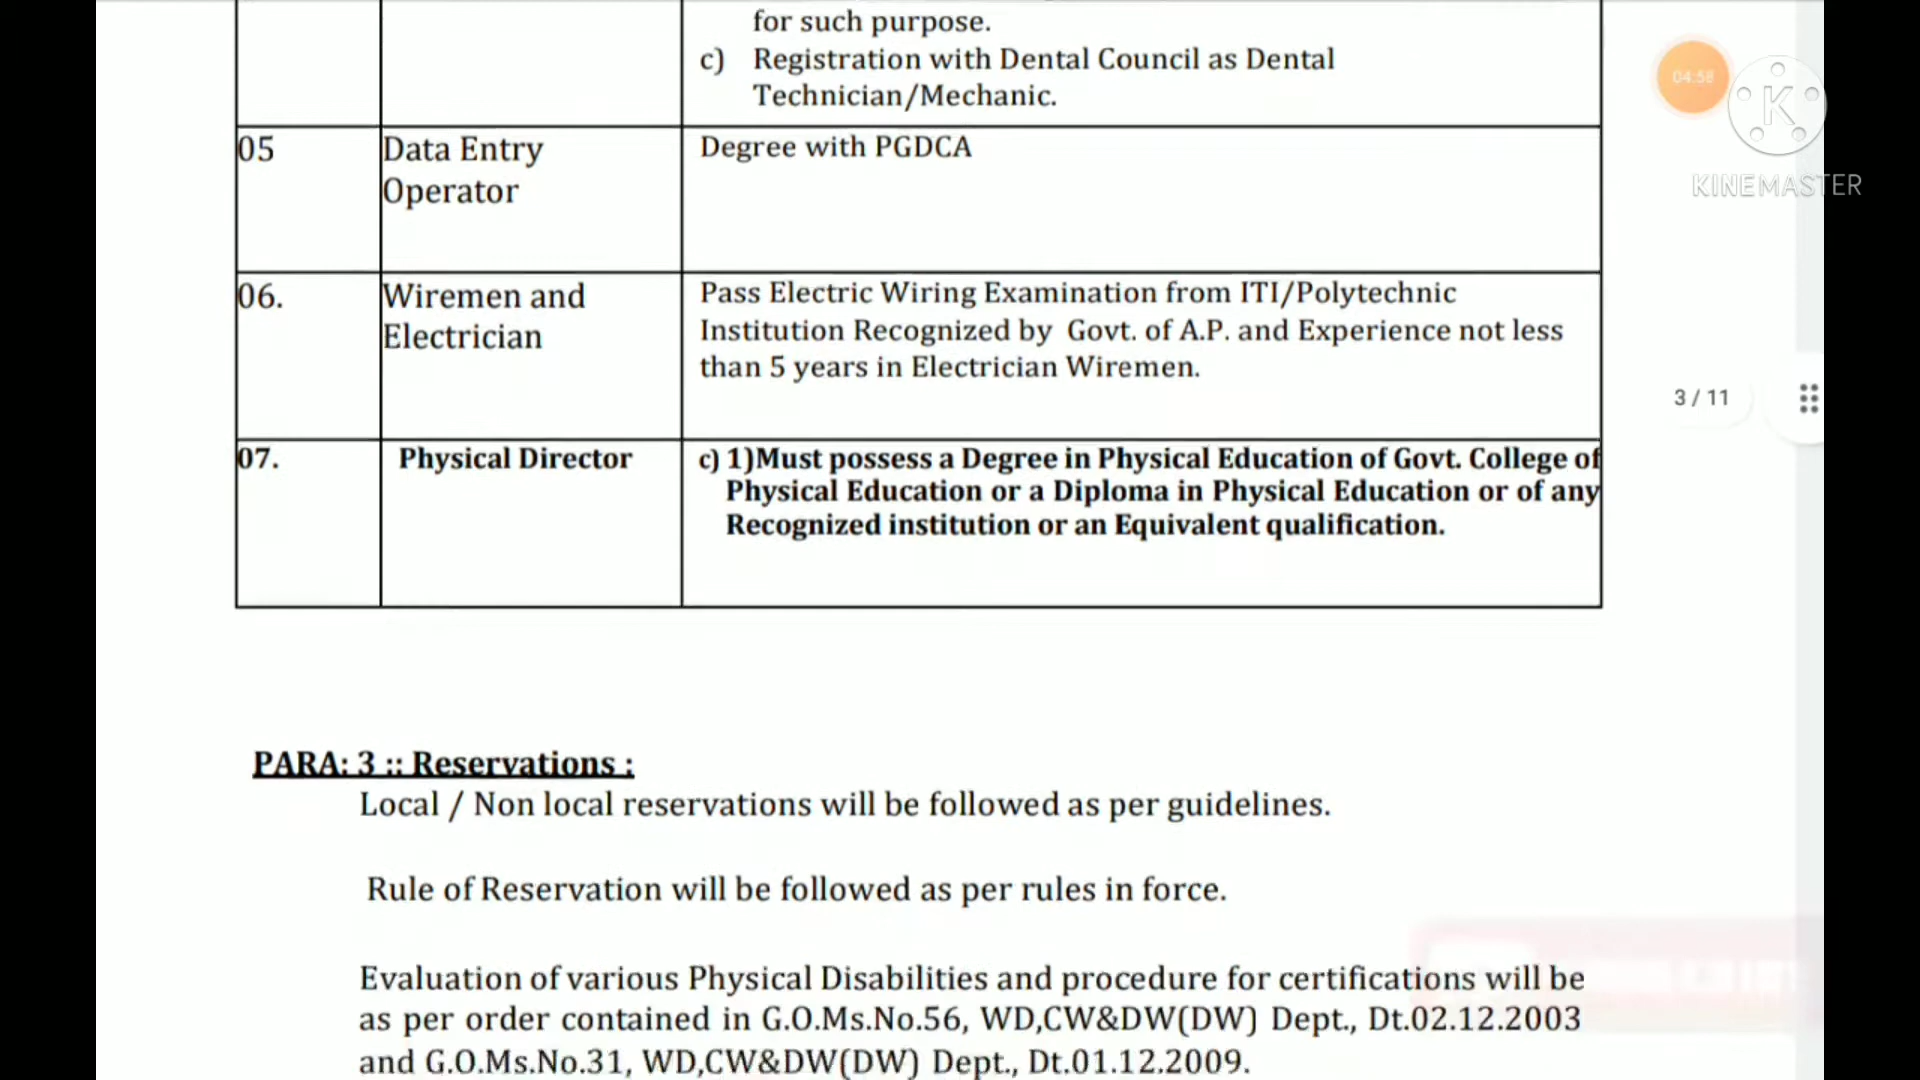 for such purpose.
c) Registration with Dental Council as Dental
Technician/Mechanic.
05 Data Entry Operator Degree with PGDCA
06. Wiremen and Electrician Pass Electric Wiring Examination from ITI/Polytechnic
Institution Recognized by Govt. of A.P. and Experience not less
than 5 years in Electrician Wiremen.
07. Physical Director c) 1)Must possess a Degree in Physical Education of Govt. College of
Physical Education or a Diploma in Physical Education or of any
Recognized institution or an Equivalent qualification.
PARA: 3 :: Reservations :
Local / Non local reservations will be followed as per guidelines.
Rule of Reservation will be followed as per rules in force.
Evaluation of various Physical Disabilities and procedure for certifications will be
as per order contained in G.O.Ms.No.56, WD,CW&DW(DW) Dept., Dt.02.12.2003
and G.O.Ms.No.31, WD,CW&DW(DW) Dept., Dt.01.12.2009.
04:58
K
KINEMASTER
3 / 11